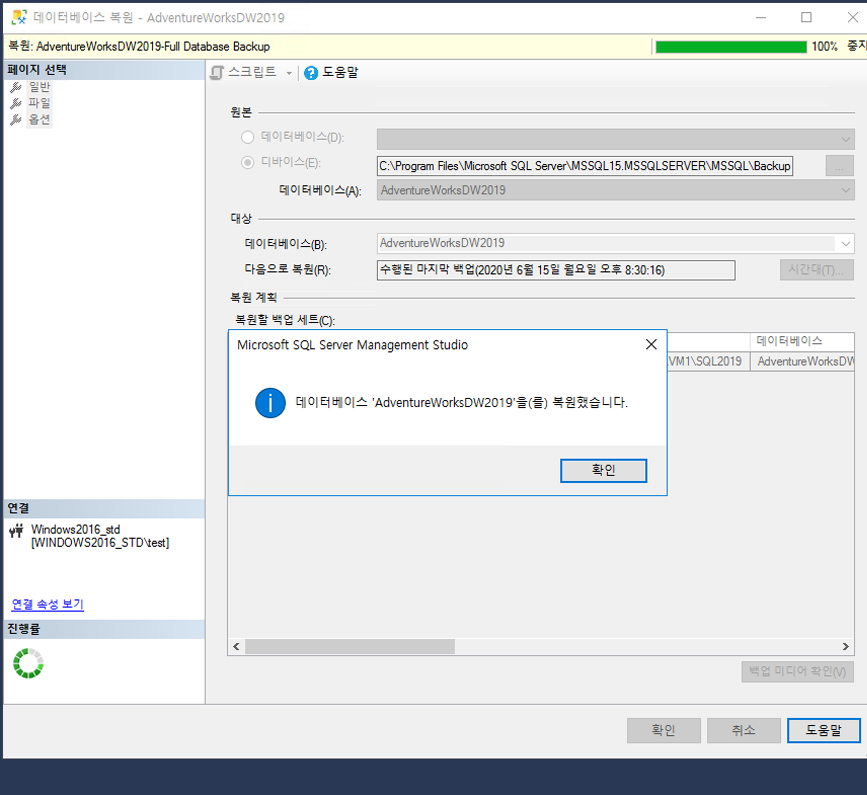 데이터베이스 복원 - AdventureWorksDW2019
복원: AdventureWorksDW2019-Full Database Backup
100%
페이지 선택
일반
파일
옵션
스크립트
도움말
원본
데이터베이스(D):
디바이스(E):
C:\Program Files\Microsoft SQL Server\MSSQL15.MSSQLSERVER\MSSQL\Backup
...
데이터베이스(A):
AdventureWorksDW2019
대상
데이터베이스(B):
AdventureWorksDW2019
다음으로 복원(R):
수행된 마지막 백업(2020년 6월 15일 월요일 오후 8:30:16)
시간대(T)...
복원 계획
복원할 백업 세트(C):
데이터베이스
VM1\SQL2019
AdventureWorksDW
Microsoft SQL Server Management Studio
데이터베이스 'AdventureWorksDW2019'을(를) 복원했습니다.
확인
연결
Windows2016_std
[WINDOWS2016_STD\test]
연결 속성 보기
진행률
백업 미디어 확인(V)
확인
취소
도움말